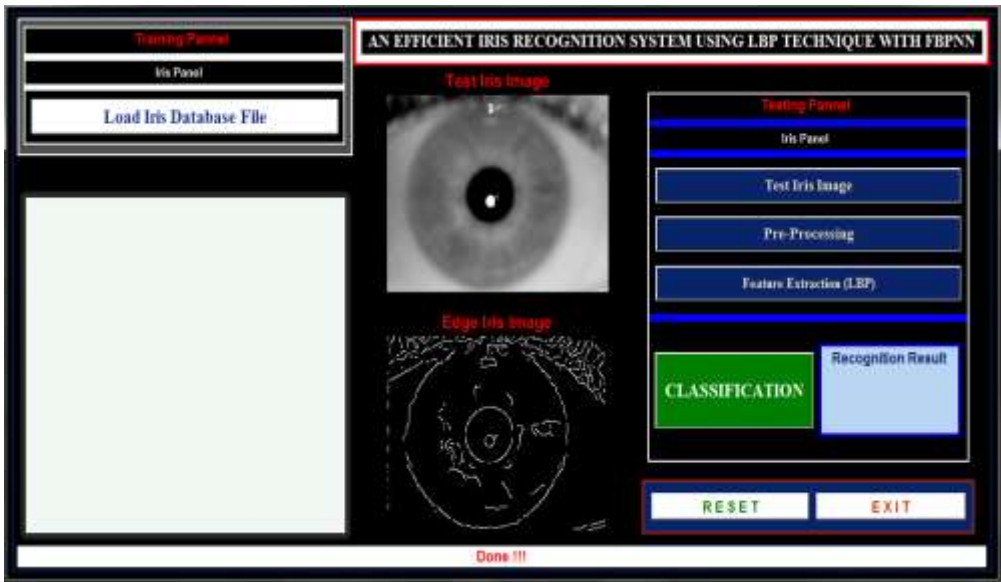 Training Pannel
Iris Panel
Load Iris Database File
AN EFFICIENT IRIS RECOGNITION SYSTEM USING LBP TECHNIQUE WITH FBPNN
Test Iris Image
Edge Iris Image
Testing Pannel
Iris Panel
Test Iris Image
Pre-Processing
Feature Extraction (LBP)
CLASSIFICATION
Recognition Result
RESET
EXIT
Done !!!